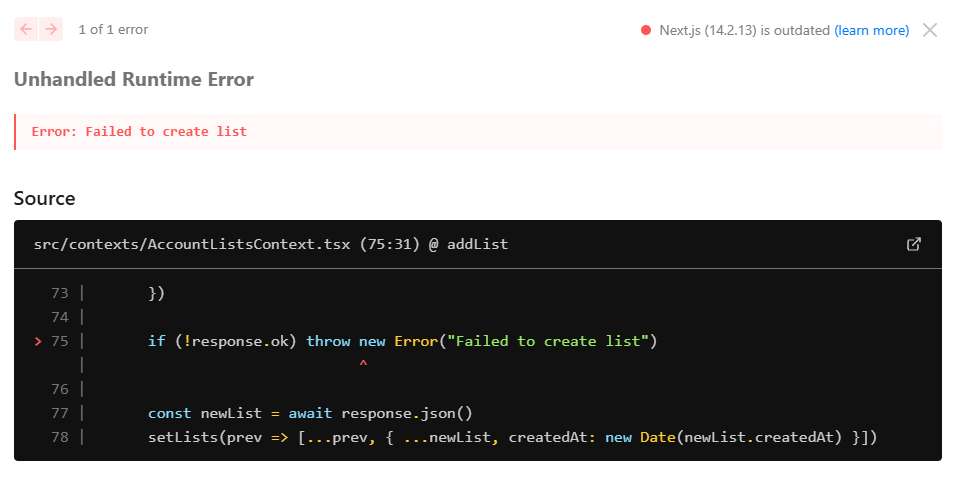 ← → 1 of 1 error
Next.js (14.2.13) is outdated (learn more)
Unhandled Runtime Error
Error: Failed to create list
Source
src/contexts/AccountListsContext.tsx (75:31) @ addList
73 |       })
74 |
> 75 |       if (!response.ok) throw new Error("Failed to create list")
|                               ^
76 |
77 |       const newList = await response.json()
78 |       setLists(prev => [...prev, { ...newList, createdAt: new Date(newList.createdAt) }])